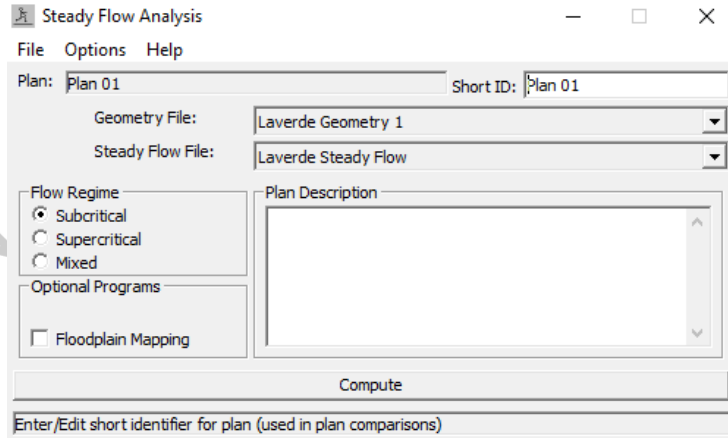 Steady Flow Analysis
File Options Help
Plan: Plan 01 Short ID: Plan 01
Geometry File: Laverde Geometry 1
Steady Flow File: Laverde Steady Flow
Flow Regime
Subcritical
Supercritical
Mixed
Optional Programs
Floodplain Mapping
Plan Description
Compute
Enter/Edit short identifier for plan (used in plan comparisons)